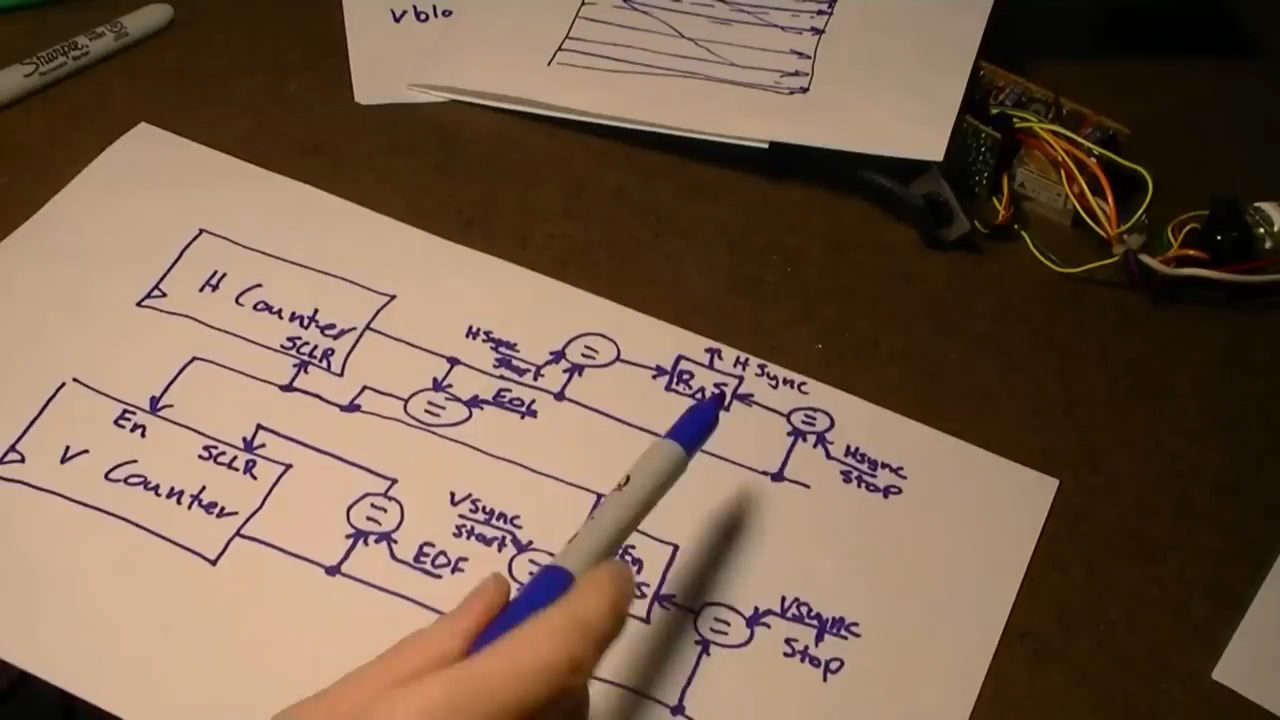 Sharpie
Vblo
H Counter
SCLR
HSync
Start
=
R S
H Sync
=
EOL
=
Hsync
Stop
En
SCLR
V Counter
=
EOF
VSync
Start
En
S
=
VSync
Stop